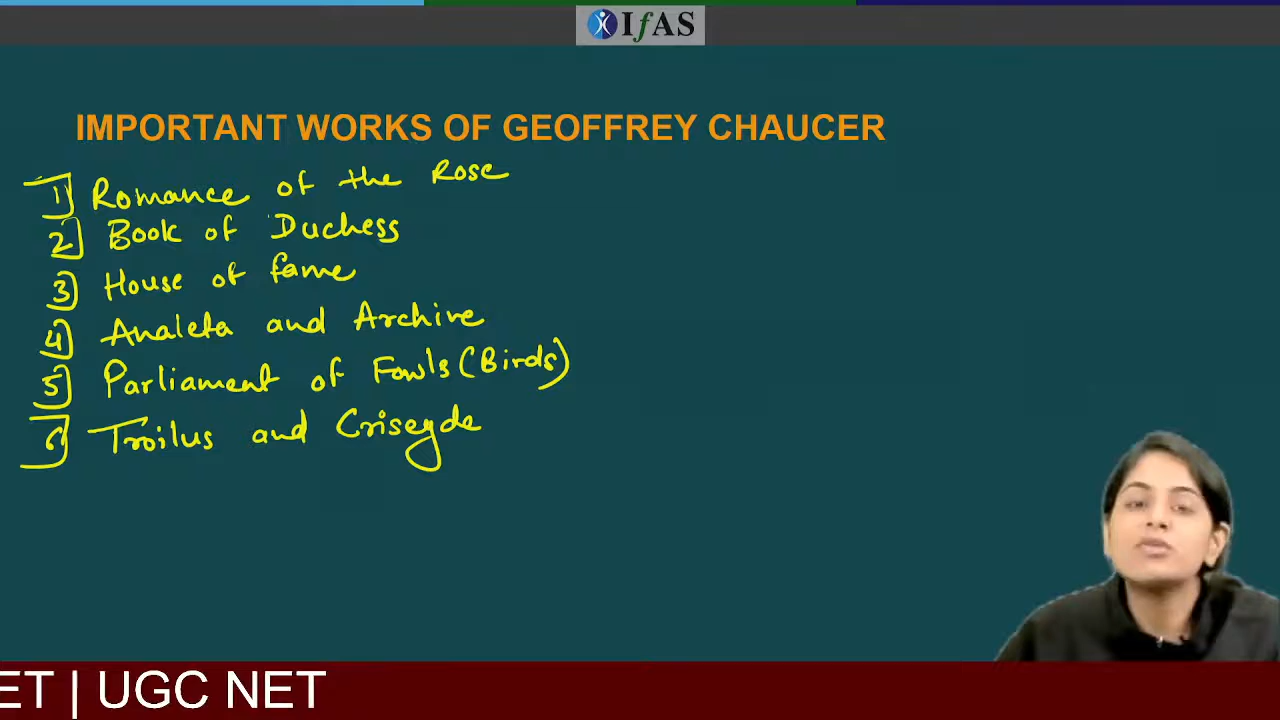 IfAS
IMPORTANT WORKS OF GEOFFREY CHAUCER
1] Romance of the Rose
2] Book of Duchess
3] House of fame
4] Analeta and Archive
5] Parliament of Fowls (Birds)
6] Troilus and Criseyde
ET | UGC NET